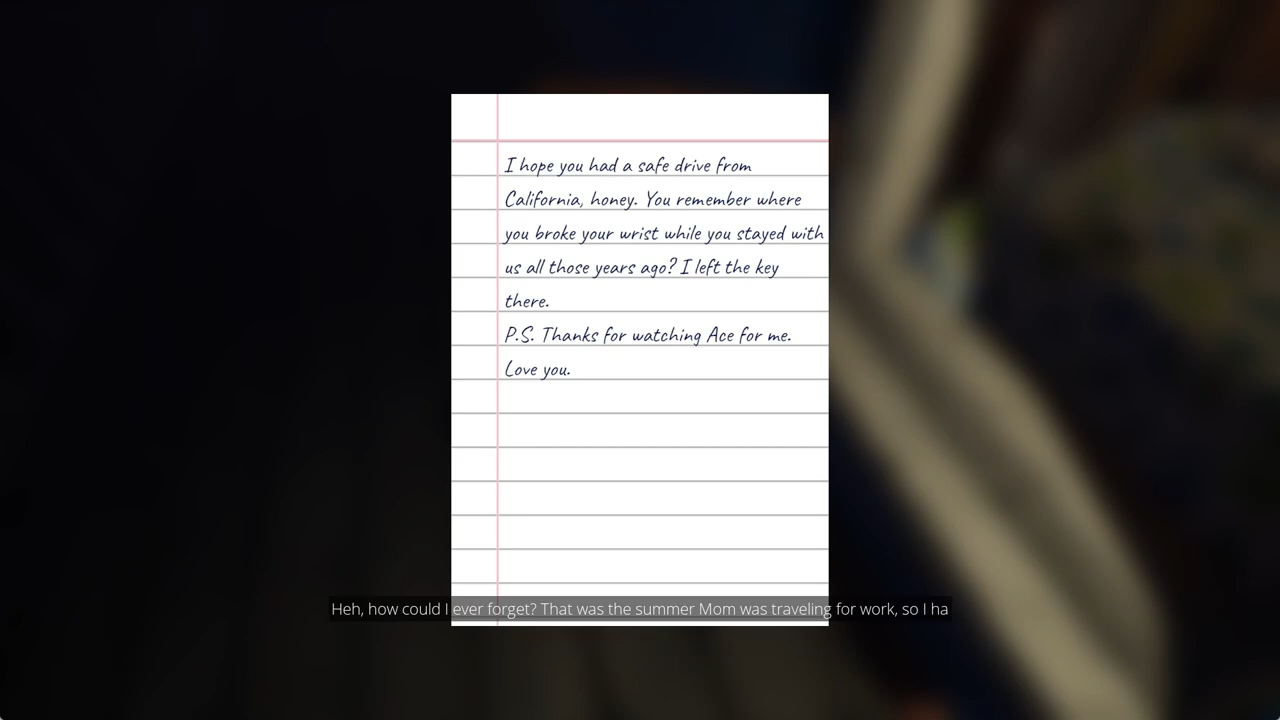 I hope you had a safe drive from
California, honey. You remember where
you broke your wrist while you stayed with
us all those years ago? I left the key
there.
P.S. Thanks for watching Ace for me.
Love you.
Heh, how could I ever forget? That was the summer Mom was traveling for work, so I ha